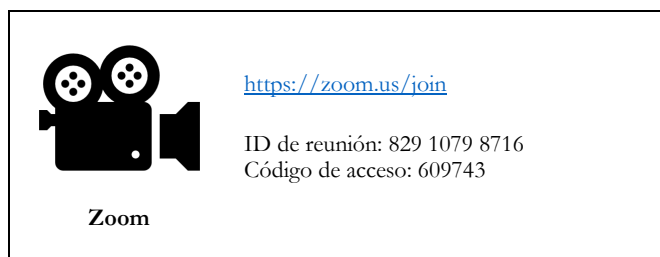 https://zoom.us/join
ID de reunión: 829 1079 8716
Código de acceso: 609743
Zoom